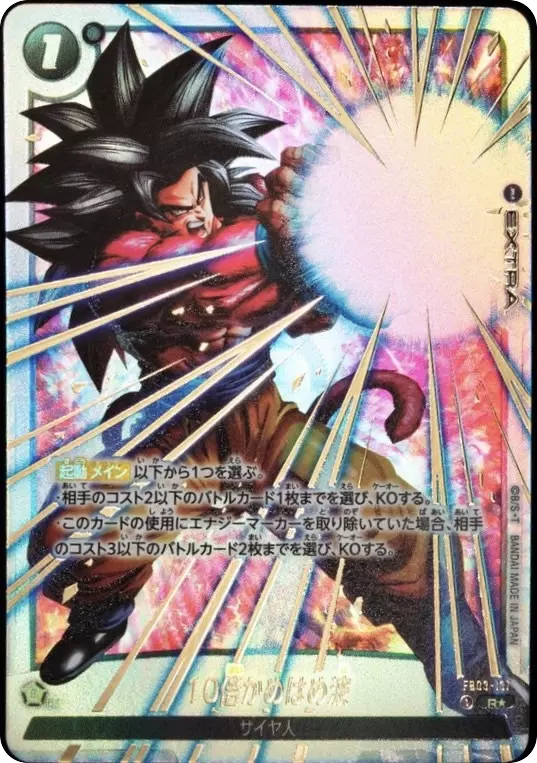 1
EXTRA
起動 メイン 以下から1つを選ぶ。
・相手のコスト2以下のバトルカード1枚までを選び、KOする。
・このカードの使用にエナジーマーカーを取り除いていた場合、相手
のコスト3以下のバトルカード2枚までを選び、KOする。
©B/S・T BANDAI MADE IN JAPAN
10倍かめはめ波
R★
サイヤ人